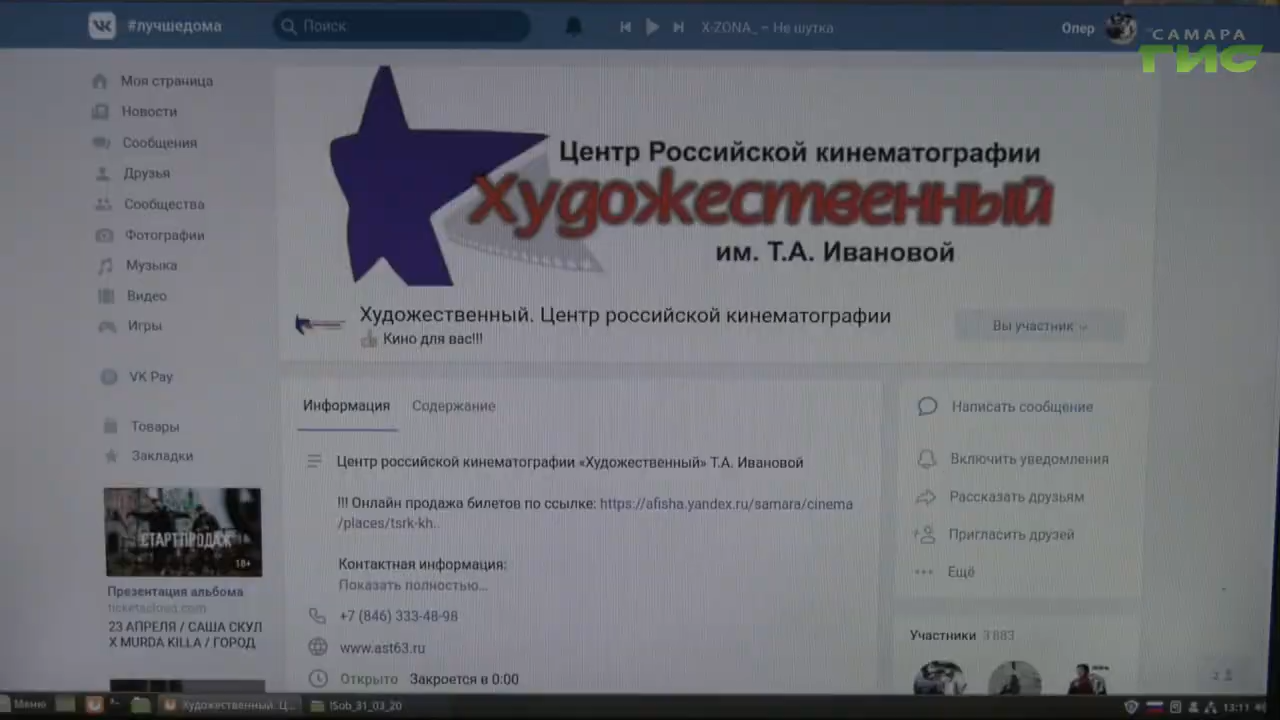 #лучшедома
Поиск
X-ZONA_ – Не шутка
Опер
САМАРА
ГИС
Моя страница
Новости
Сообщения
Друзья
Сообщества
Фотографии
Музыка
Видео
Игры
VK Pay
Товары
Закладки
Центр Российской кинематографии
Художественный
им. Т.А. Ивановой
Художественный. Центр российской кинематографии
Кино для вас!!!
Вы участник
Информация
Содержание
Центр российской кинематографии «Художественный» Т.А. Ивановой
!!! Онлайн продажа билетов по ссылке: https://afisha.yandex.ru/samara/cinema
/places/tsrk-kh..
Контактная информация:
Показать полностью...
+7 (846) 333-48-98
www.ast63.ru
Открыто Закроется в 0:00
Написать сообщение
Включить уведомления
Рассказать друзьям
Пригласить друзей
Ещё
Участники 3 883
СТАРТ ПРОДАЖ
18+
Презентация альбома
ticketscloud.com
23 АПРЕЛЯ / САША СКУЛ
X MURDA KILLA / ГОРОД
2
Меню
Художественный. Ц...
!Sob_31_03_20
13:11